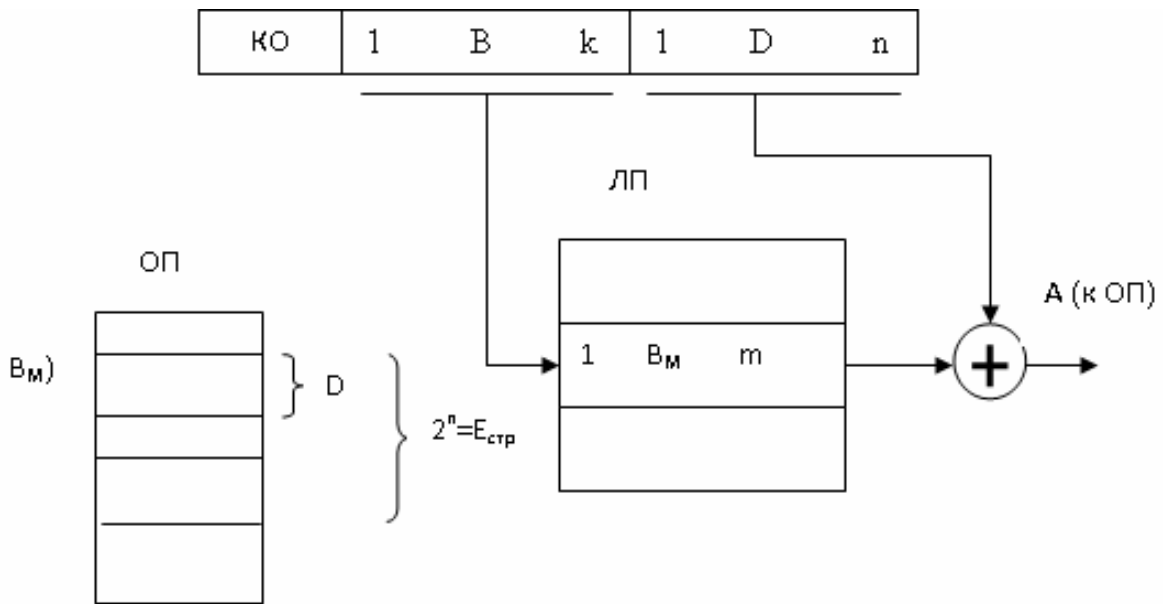 КО 1 B k 1 D n
ЛП
ОП
A (к ОП)
Bм)
1 Bм m
D
2ⁿ=Eстр
+